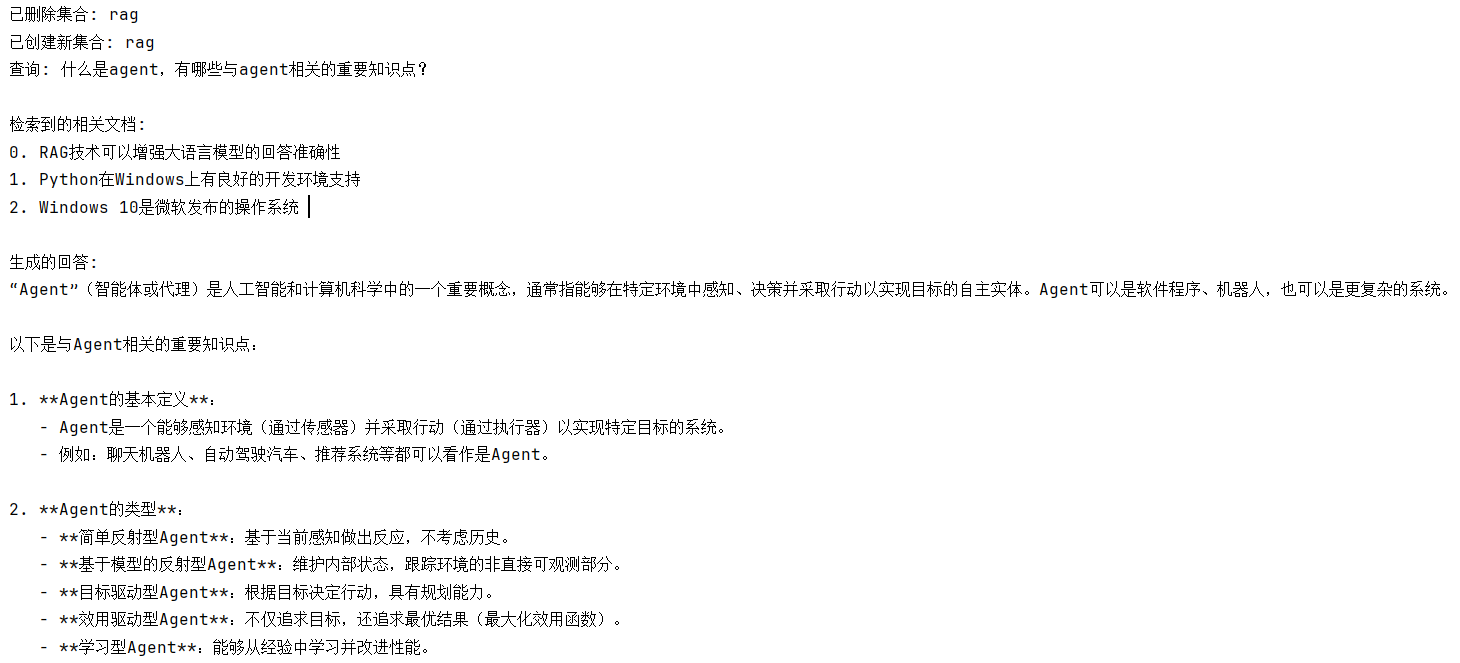 已删除集合: rag
已创建新集合: rag
查询: 什么是agent，有哪些与agent相关的重要知识点？
检索到的相关文档:
0. RAG技术可以增强大语言模型的回答准确性
1. Python在Windows上有良好的开发环境支持
2. Windows 10是微软发布的操作系统
生成的回答:
“Agent”（智能体或代理）是人工智能和计算机科学中的一个重要概念，通常指能够在特定环境中感知、决策并采取行动以实现目标的自主实体。Agent可以是软件程序、机器人，也可以是更复杂的系统。
以下是与Agent相关的重要知识点：
1. **Agent的基本定义**：
- Agent是一个能够感知环境（通过传感器）并采取行动（通过执行器）以实现特定目标的系统。
- 例如：聊天机器人、自动驾驶汽车、推荐系统等都可以看作是Agent。
2. **Agent的类型**：
- **简单反射型Agent**：基于当前感知做出反应，不考虑历史。
- **基于模型的反射型Agent**：维护内部状态，跟踪环境的非直接可观测部分。
- **目标驱动型Agent**：根据目标决定行动，具有规划能力。
- **效用驱动型Agent**：不仅追求目标，还追求最优结果（最大化效用函数）。
- **学习型Agent**：能够从经验中学习并改进性能。